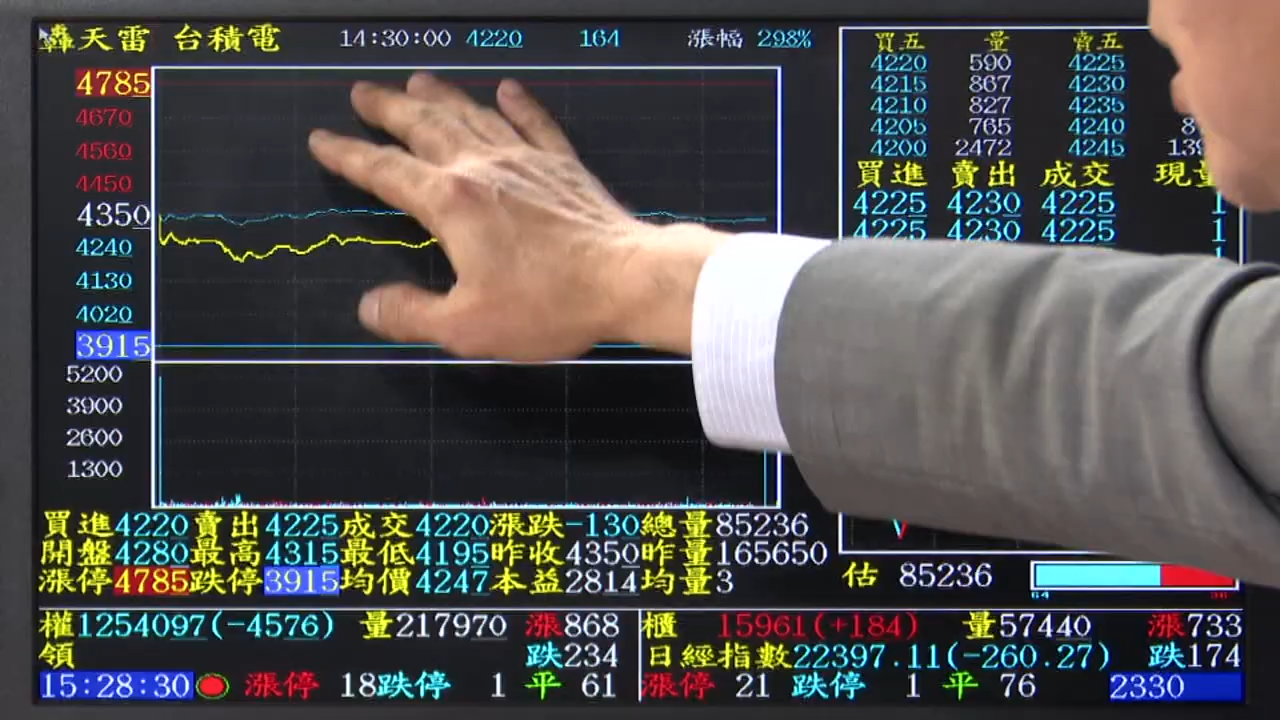 轟天雷 台積電 14:30:00 4220 164 漲幅 298%
買五 量 賣五
4220 590 4225
4215 867 4230
4210 827 4235
4205 765 4240
4200 2472 4245
買進 賣出 成交 現量
4225 4230 4225 1
4225 4230 4225 1
4785
4670
4560
4450
4350
4240
4130
4020
3915
5200
3900
2600
1300
買進4220賣出4225成交4220漲跌-130總量85236
開盤4280最高4315最低4195昨收4350昨量165650
漲停4785跌停3915均價4247本益2814均量3
估 85236
64 36
權1254097(-4576) 量217970 漲868
領 跌234
15:28:30 漲停 18跌停 1 平 61
櫃 15961(+184) 量57440 漲733
日經指數22397.11(-260.27) 跌174
漲停 21 跌停 1 平 76 2330